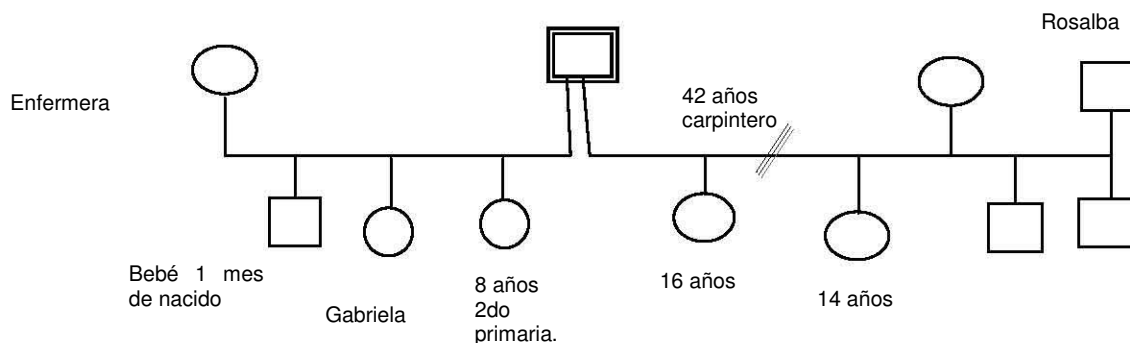 Rosalba
Enfermera
42 años
carpintero
Bebé 1 mes
de nacido
Gabriela
8 años
2do
primaria.
16 años
14 años